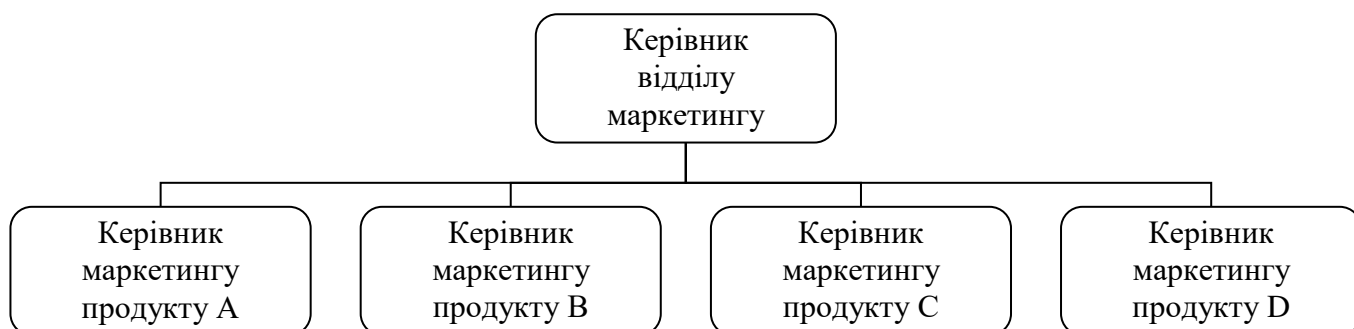 Керівник
відділу
маркетингу
Керівник
маркетингу
продукту A
Керівник
маркетингу
продукту B
Керівник
маркетингу
продукту C
Керівник
маркетингу
продукту D